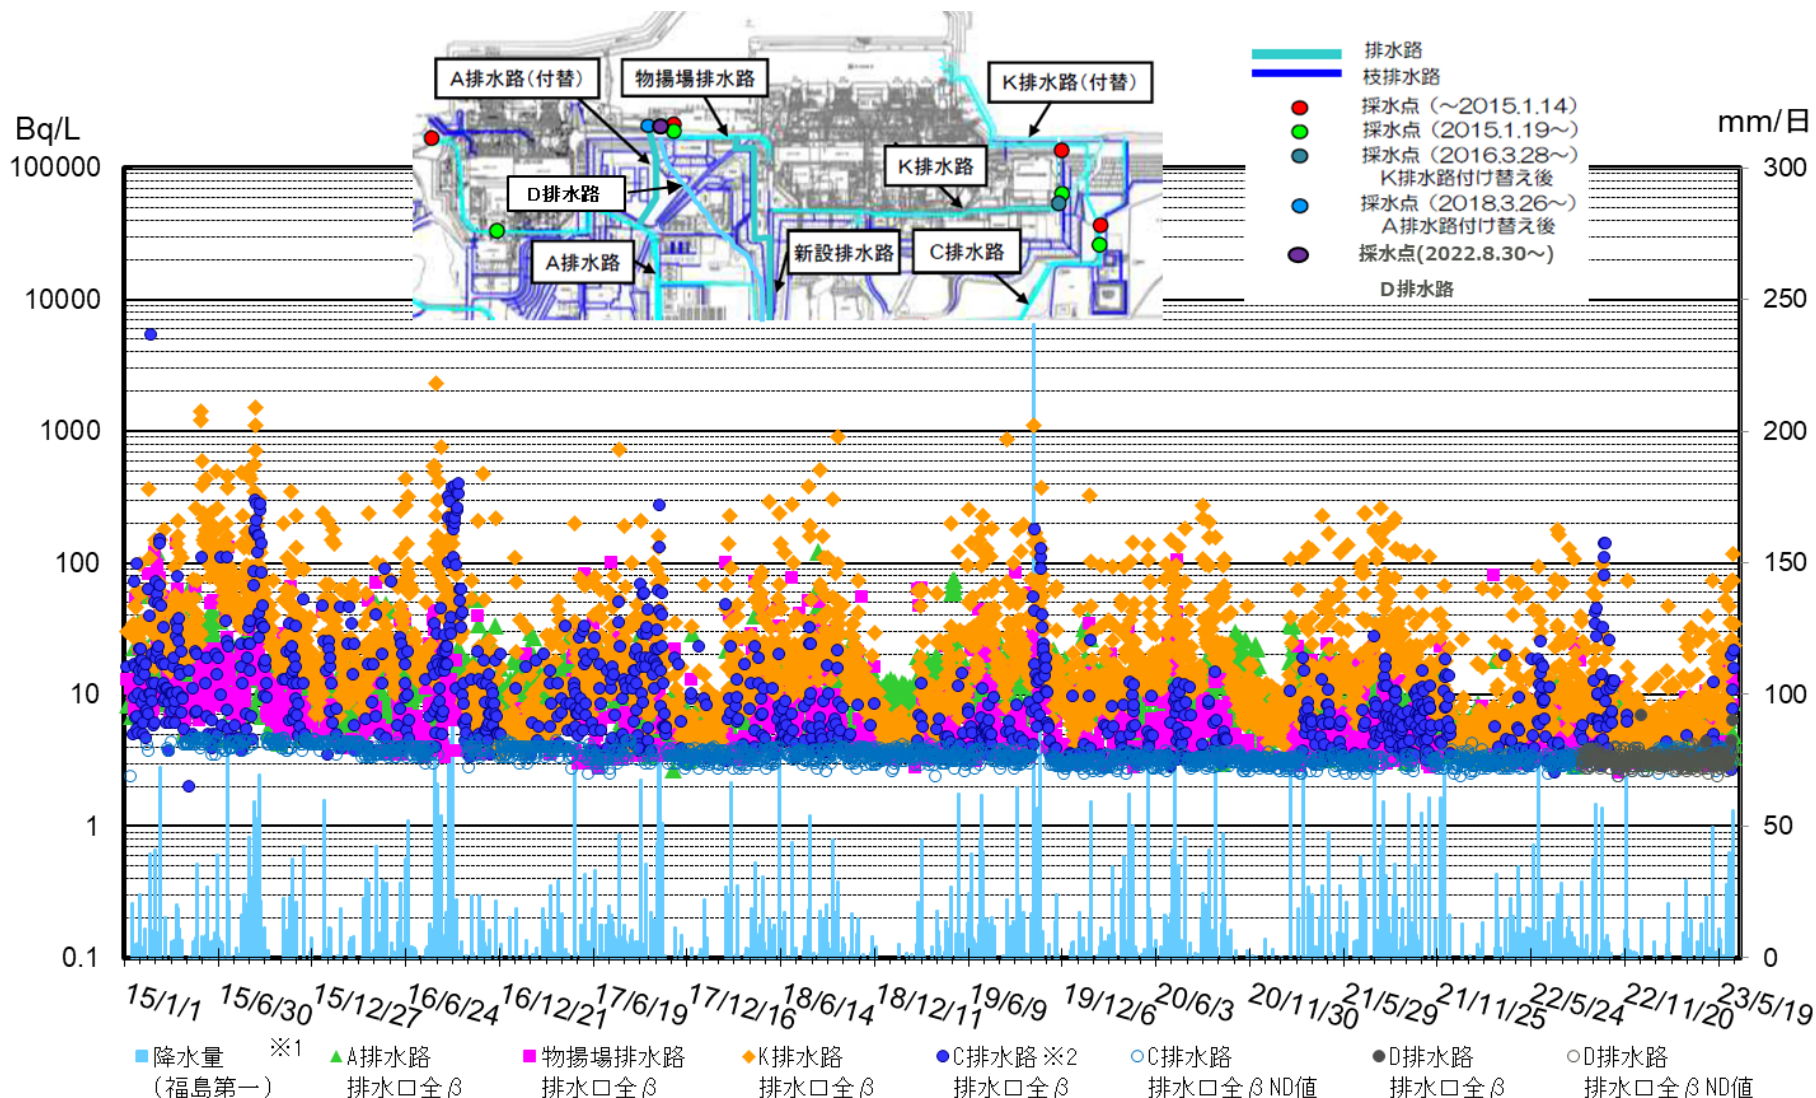 A排水路（付替）
物揚場排水路
K排水路（付替）
D排水路
K排水路
A排水路
新設排水路
C排水路
排水路
枝排水路
採水点（～2015.1.14）
採水点（2015.1.19～）
採水点（2016.3.28～）
K排水路付け替え後
採水点（2018.3.26～）
A排水路付け替え後
採水点(2022.8.30～)
D排水路
Bq/L
mm/日
100000
10000
1000
100
10
1
0.1
300
250
200
150
100
50
0
15/1/1
15/6/30
15/12/27
16/6/24
16/12/21
17/6/19
17/12/16
18/6/14
18/12/11
19/6/9
19/12/6
20/6/3
20/11/30
21/5/29
21/11/25
22/5/24
22/11/20
23/5/19
降水量 ※1
（福島第一）
A排水路
排水口全β
物揚場排水路
排水口全β
K排水路
排水口全β
C排水路※2
排水口全β
C排水路
排水口全βND値
D排水路
排水口全β
D排水路
排水口全βND値